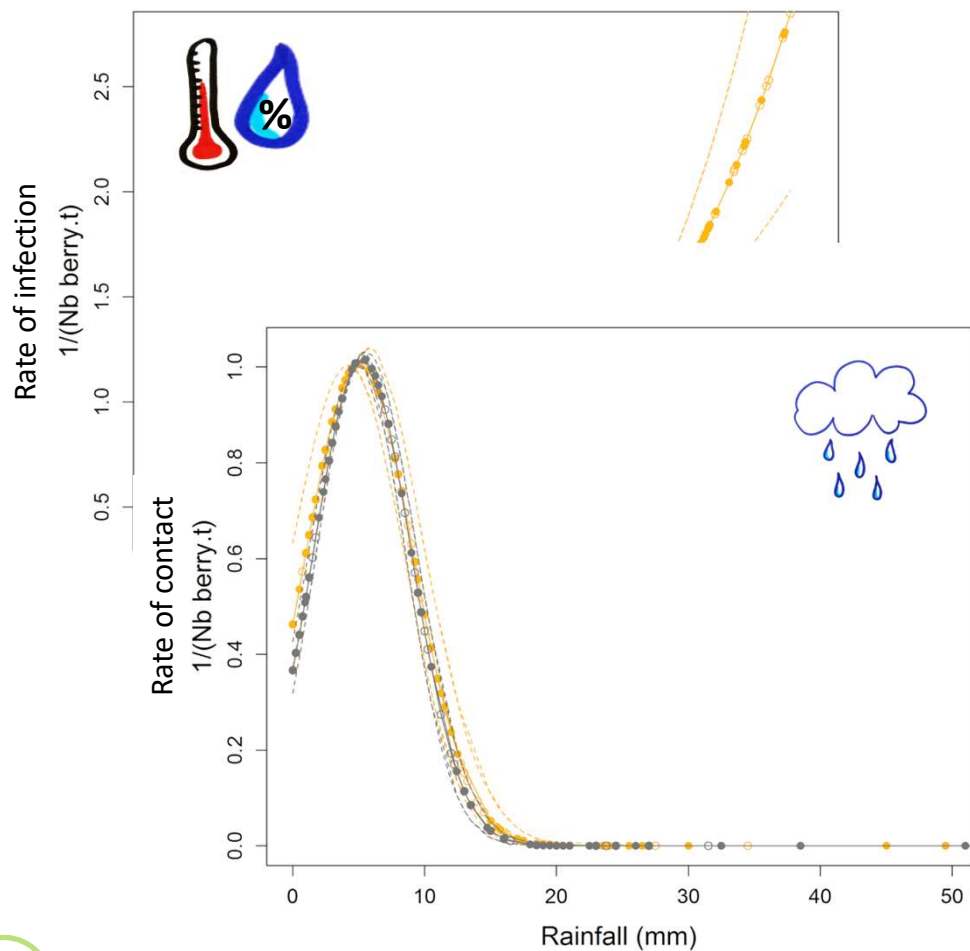 %
Rate of infection
1/(Nb berry.t)
2.5
2.0
1.5
1.0
0.5
Rate of contact
1/(Nb berry.t)
1.0
0.8
0.6
0.4
0.2
0.0
0 10 20 30 40 50
Rainfall (mm)